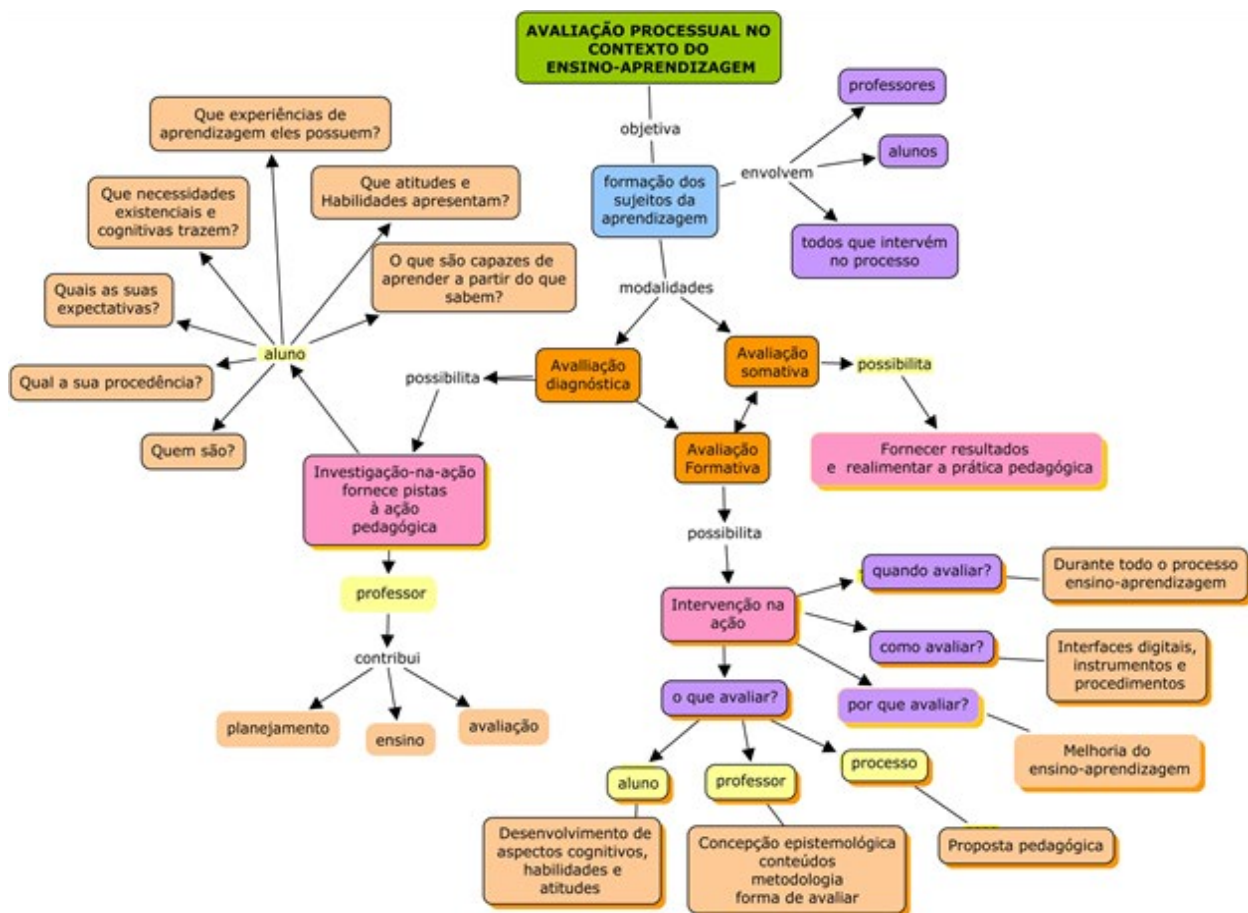 AVALIAÇÃO PROCESSUAL NO
CONTEXTO DO
ENSINO-APRENDIZAGEM
objetiva
formação dos
sujeitos da
aprendizagem
envolvem
professores
alunos
todos que intervém
no processo
modalidades
Avalliação
diagnóstica
Avaliação
somativa
Avaliação
Formativa
possibilita
Fornecer resultados
e realimentar a prática pedagógica
possibilita
Investigação-na-ação
fornece pistas
à ação
pedagógica
aluno
Que experiências de
aprendizagem eles possuem?
Que necessidades
existenciais e
cognitivas trazem?
Que atitudes e
Habilidades apresentam?
O que são capazes de
aprender a partir do que
sabem?
Quais as suas
expectativas?
Qual a sua procedência?
Quem são?
professor
contribui
planejamento
ensino
avaliação
possibilita
Intervenção na
ação
quando avaliar?
Durante todo o processo
ensino-aprendizagem
como avaliar?
Interfaces digitais,
instrumentos e
procedimentos
por que avaliar?
Melhoria do
ensino-aprendizagem
o que avaliar?
aluno
Desenvolvimento de
aspectos cognitivos,
habilidades e
atitudes
professor
Concepção epistemológica
conteúdos
metodologia
forma de avaliar
processo
Proposta pedagógica